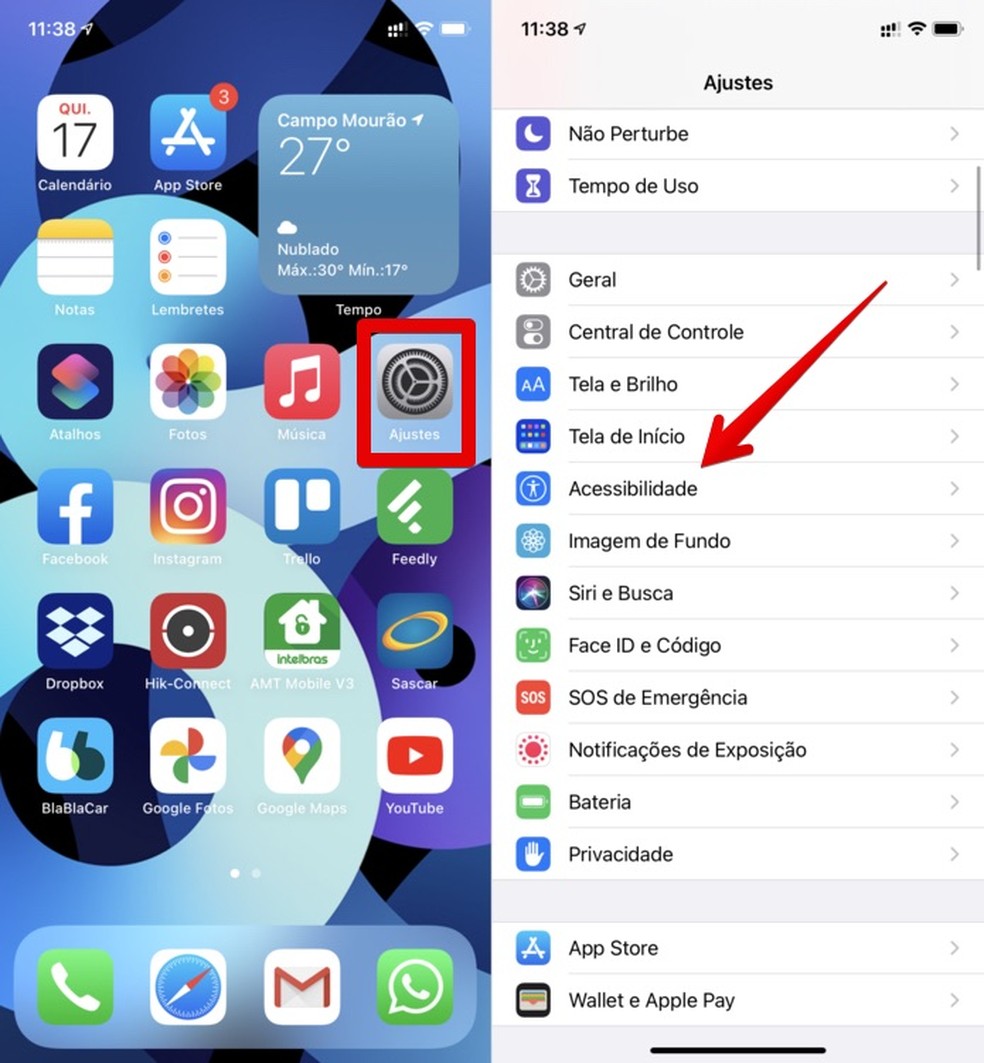 11:38
QUI.
17
Calendário
3
App Store
Campo Mourão
27°
Nublado
Máx.:30° Mín.:17°
Tempo
Notas
Lembretes
Atalhos
Fotos
Música
Ajustes
Facebook
Instagram
Trello
Feedly
Dropbox
Hik-Connect
intelbras
AMT Mobile V3
Sascar
BlaBlaCar
Google Fotos
Google Maps
YouTube
11:38
Ajustes
Não Perturbe
Tempo de Uso
Geral
Central de Controle
AA
Tela e Brilho
Tela de Início
Acessibilidade
Imagem de Fundo
Siri e Busca
Face ID e Código
SOS
SOS de Emergência
Notificações de Exposição
Bateria
Privacidade
App Store
Wallet e Apple Pay